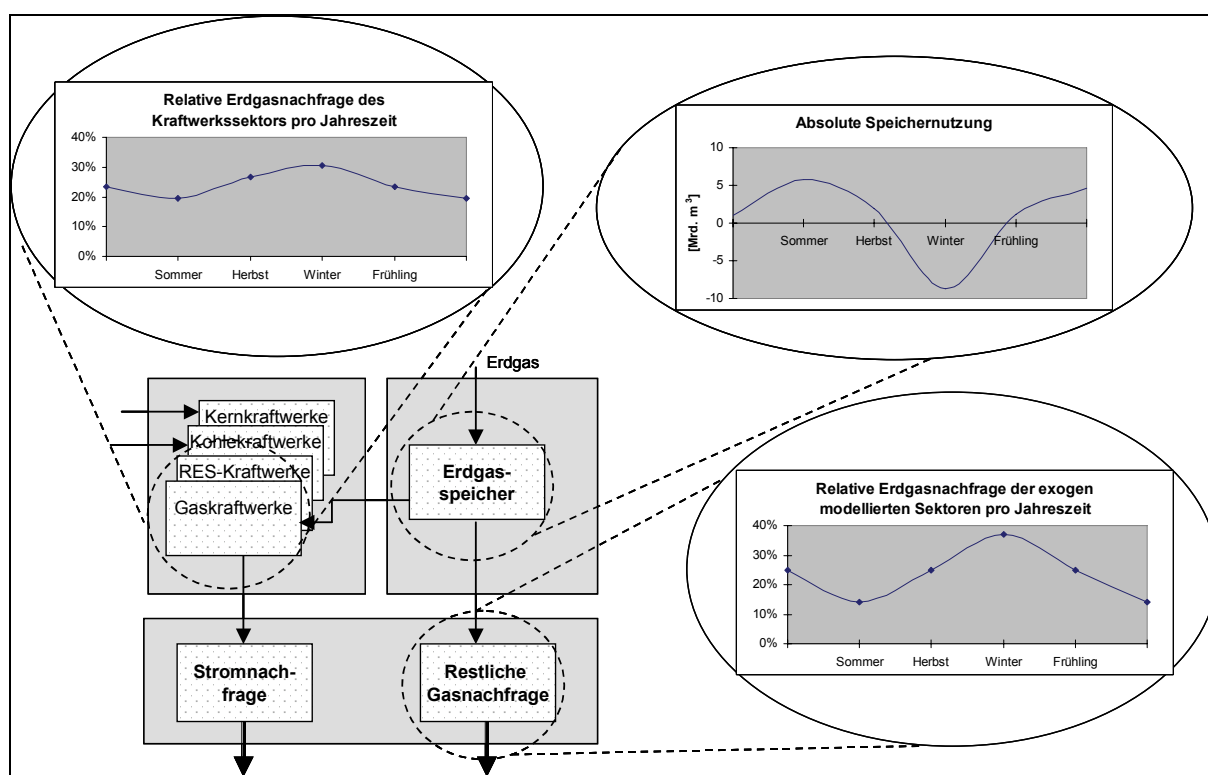 Relative Erdgasnachfrage des
Kraftwerkssektors pro Jahreszeit
40%
30%
20%
10%
0%
Sommer Herbst Winter Frühling
Absolute Speichernutzung
[Mrd. m³]
10
5
0
-5
-10
Sommer Herbst Winter Frühling
Erdgas
Kernkraftwerke
Kohlekraftwerke
RES-Kraftwerke
Gaskraftwerke
Erdgas-
speicher
Relative Erdgasnachfrage der exogen
modellierten Sektoren pro Jahreszeit
40%
30%
20%
10%
0%
Sommer Herbst Winter Frühling
Stromnach-
frage
Restliche
Gasnachfrage